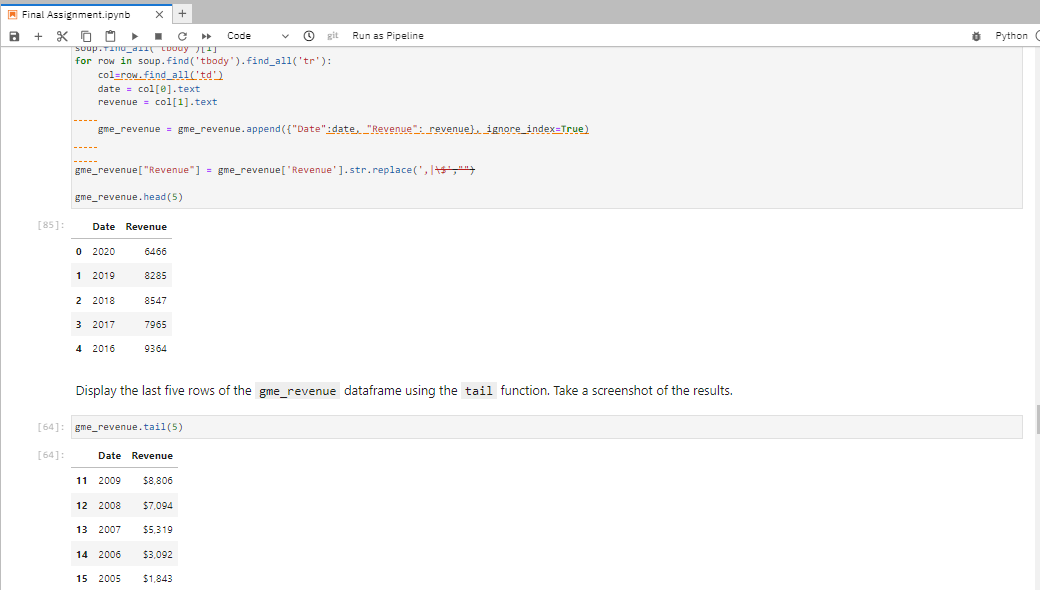 Final Assignment.ipynb
Code
git
Run as Pipeline
Python
soup.find_all("tbody")[1]
for row in soup.find('tbody').find_all('tr'):
col=row.find_all('td')
date = col[0].text
revenue = col[1].text
gme_revenue = gme_revenue.append({"Date":date, "Revenue": revenue}, ignore_index=True)
gme_revenue["Revenue"] = gme_revenue['Revenue'].str.replace(',|\$',"")
gme_revenue.head(5)
[85]:
Date Revenue
0 2020 6466
1 2019 8285
2 2018 8547
3 2017 7965
4 2016 9364
Display the last five rows of the gme_revenue dataframe using the tail function. Take a screenshot of the results.
[64]: gme_revenue.tail(5)
[64]:
Date Revenue
11 2009 $8,806
12 2008 $7,094
13 2007 $5,319
14 2006 $3,092
15 2005 $1,843